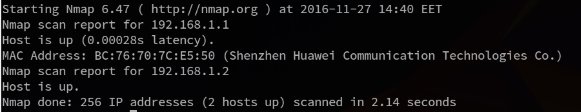 Starting Nmap 6.47 ( http://nmap.org ) at 2016-11-27 14:40 EET
Nmap scan report for 192.168.1.1
Host is up (0.00028s latency).
MAC Address: BC:76:70:7C:E5:50 (Shenzhen Huawei Communication Technologies Co.)
Nmap scan report for 192.168.1.2
Host is up.
Nmap done: 256 IP addresses (2 hosts up) scanned in 2.14 seconds